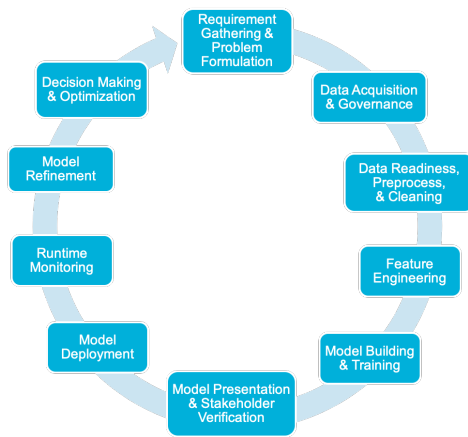 Requirement
Gathering &
Problem
Formulation
Data Acquisition
& Governance
Data Readiness,
Preprocess,
& Cleaning
Feature
Engineering
Model Building
& Training
Model Presentation
& Stakeholder
Verification
Model
Deployment
Runtime
Monitoring
Model
Refinement
Decision Making
& Optimization